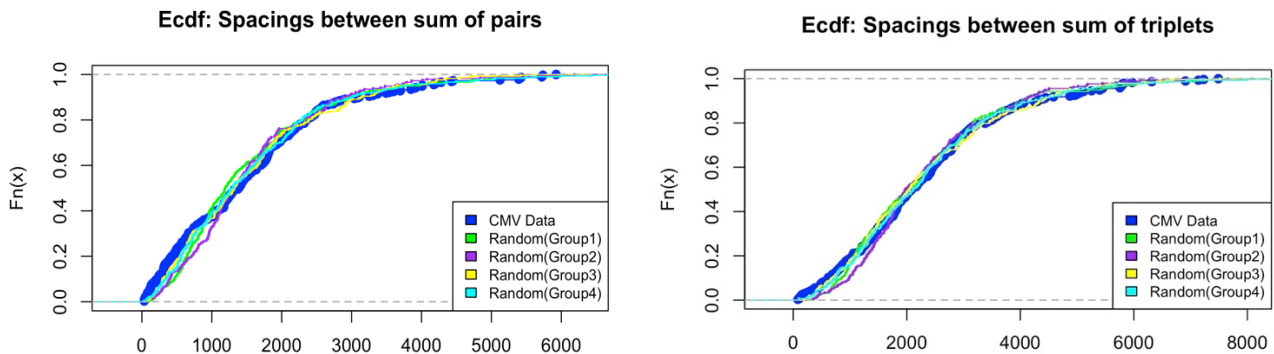 Ecdf: Spacings between sum of pairs
Fn(x)
1.0
0.8
0.6
0.4
0.2
0.0
CMV Data
Random(Group1)
Random(Group2)
Random(Group3)
Random(Group4)
0 1000 2000 3000 4000 5000 6000
Ecdf: Spacings between sum of triplets
Fn(x)
1.0
0.8
0.6
0.4
0.2
0.0
CMV Data
Random(Group1)
Random(Group2)
Random(Group3)
Random(Group4)
0 2000 4000 6000 8000